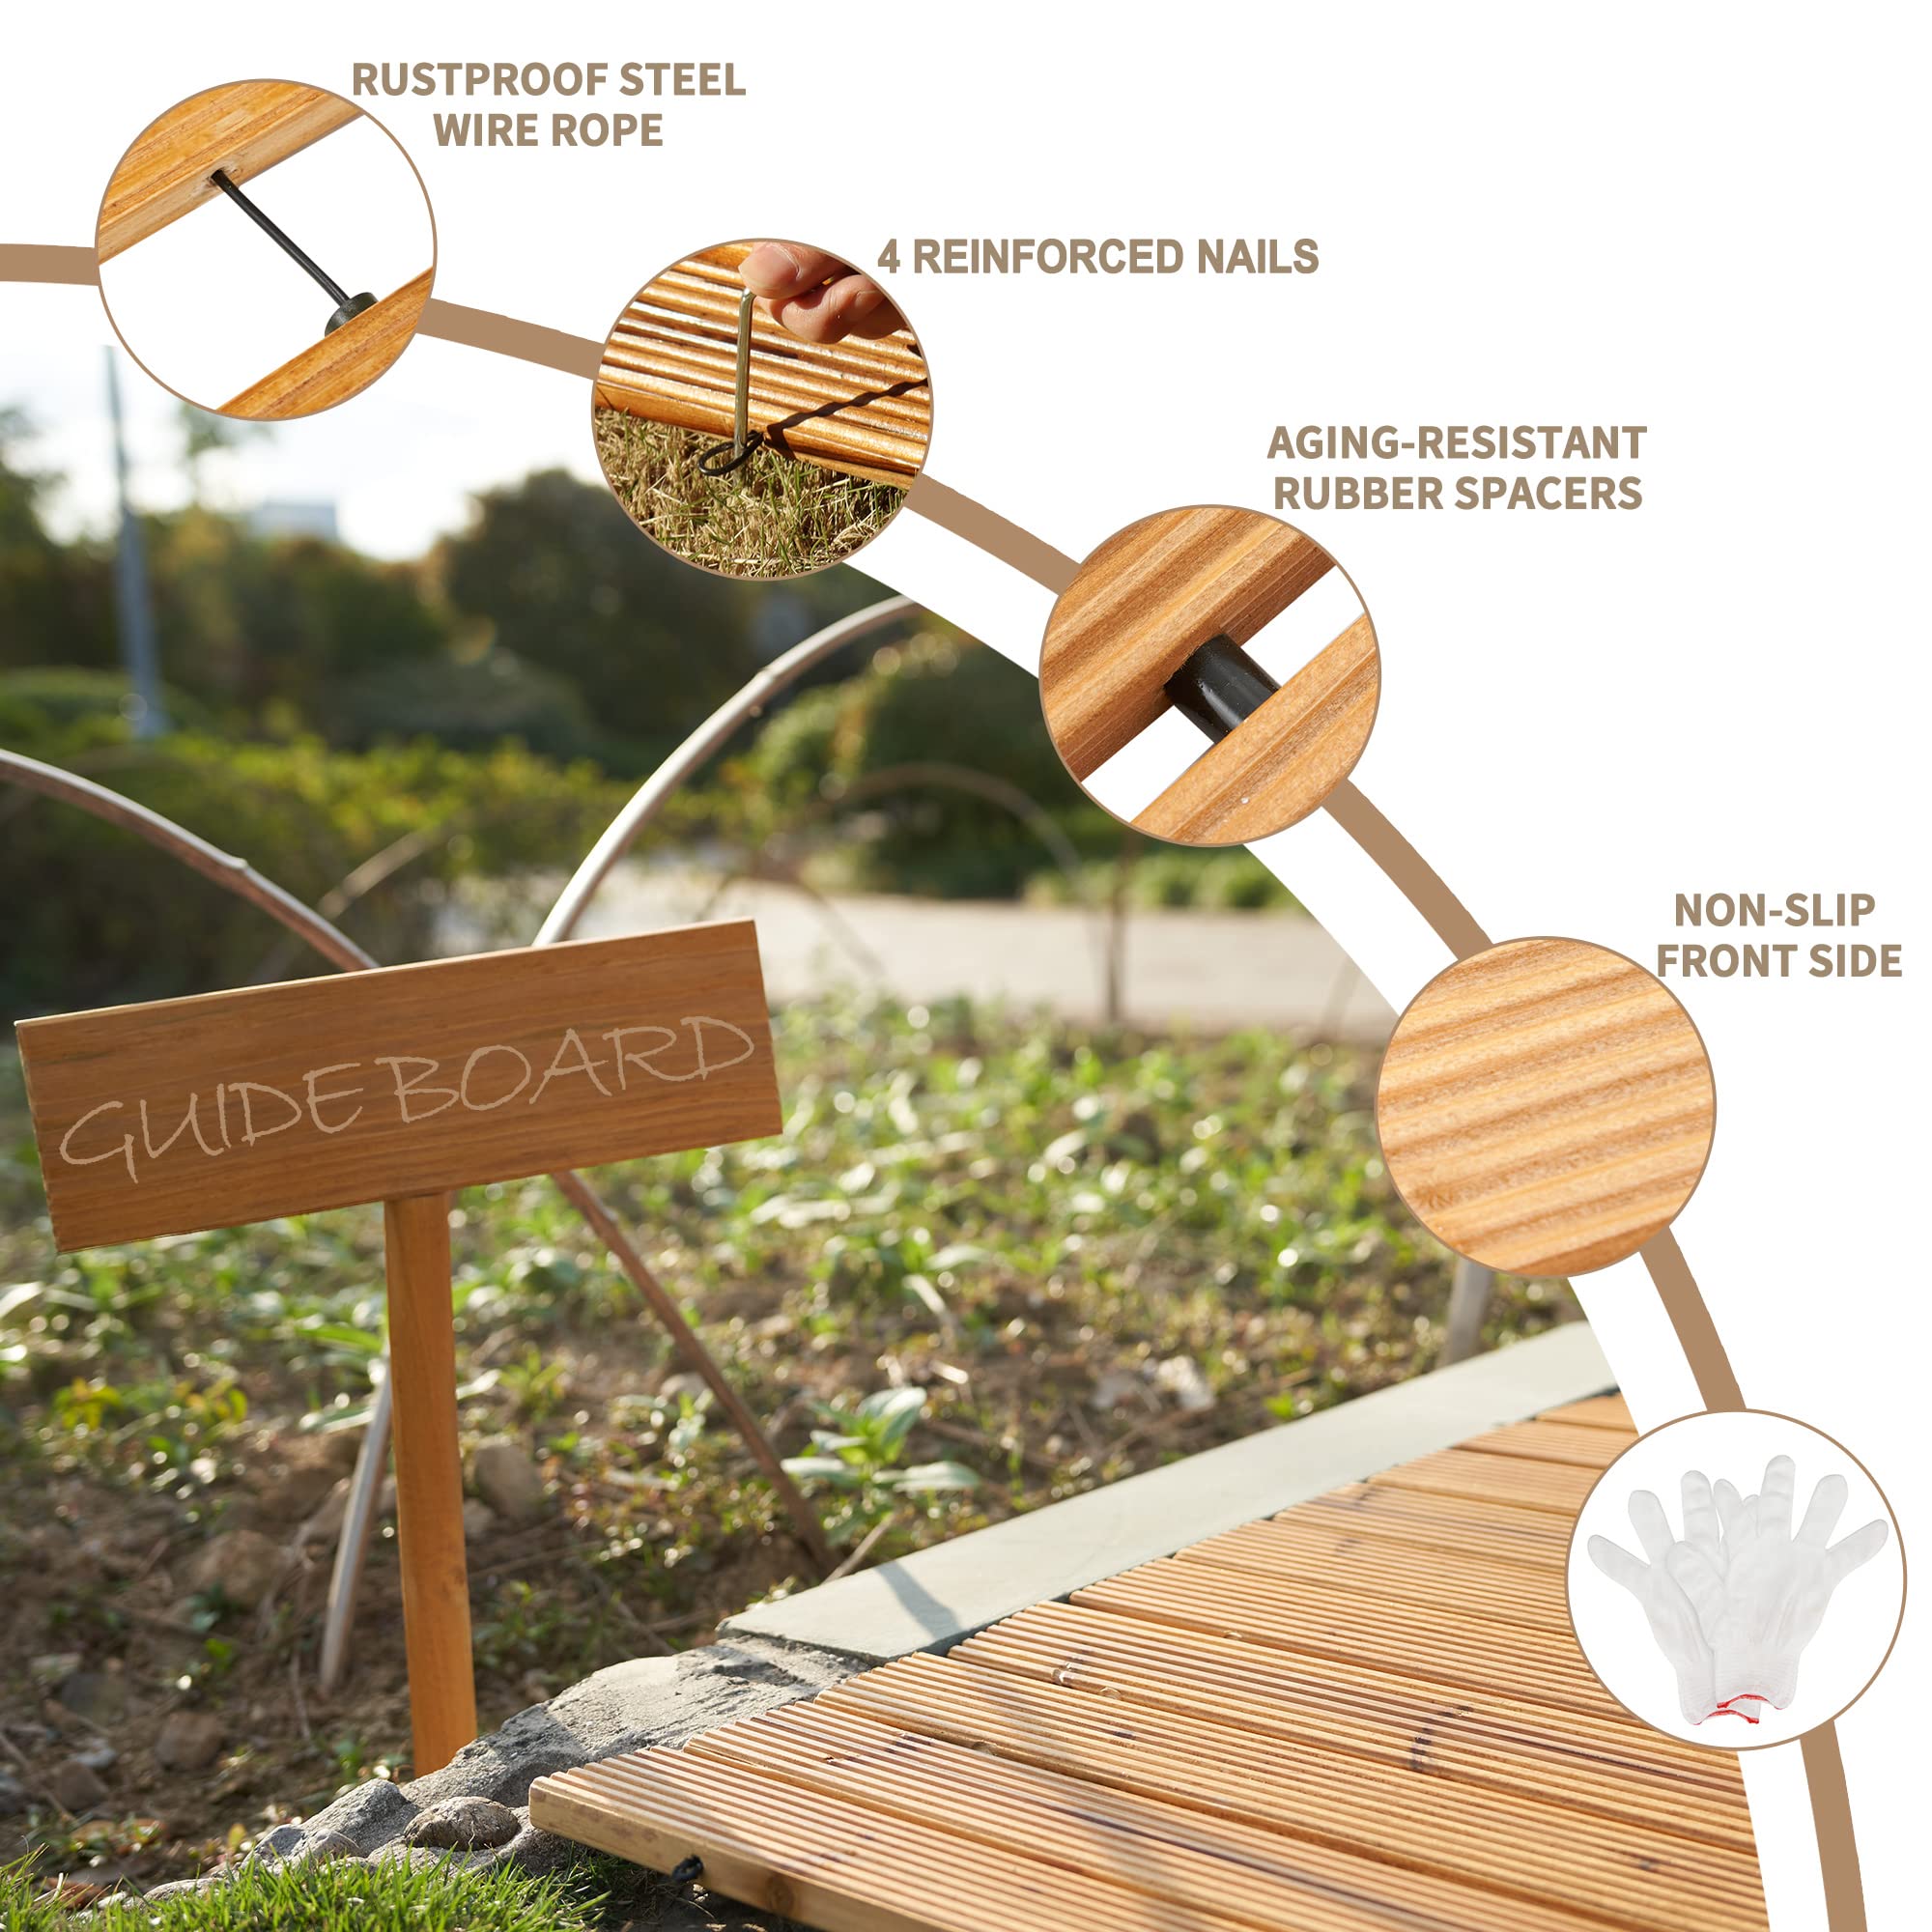 RUSTPROOF STEEL
WIRE ROPE
4 REINFORCED NAILS
AGING-RESISTANT
RUBBER SPACERS
NON-SLIP
FRONT SIDE
GUIDE BOARD